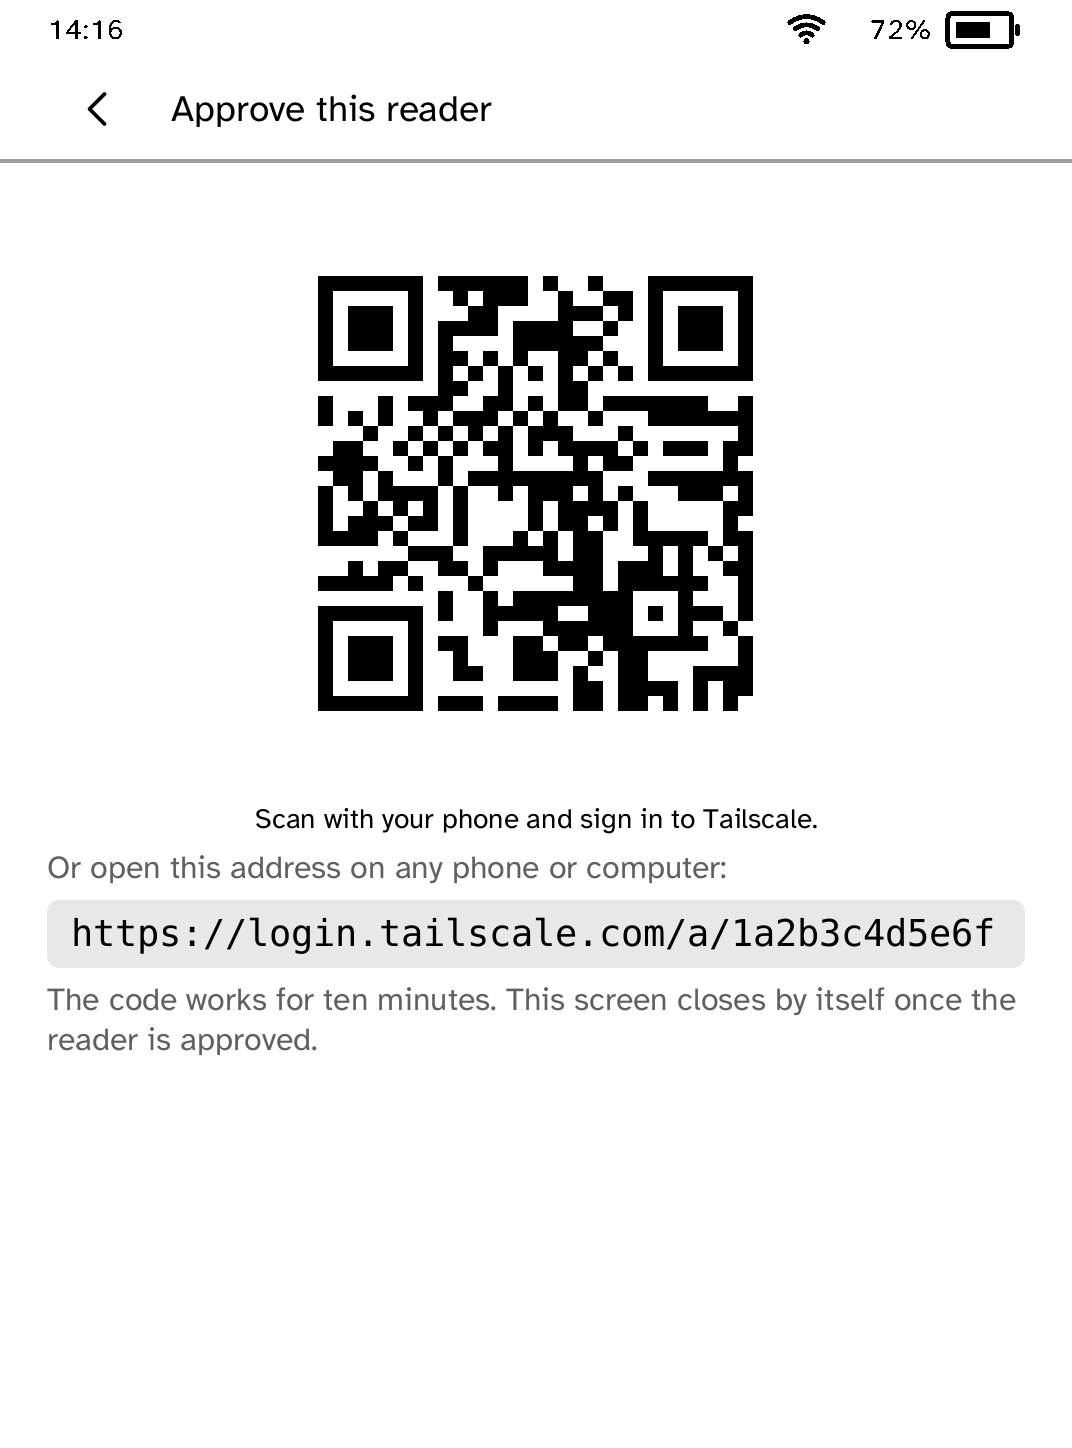 14:16
72%
Approve this reader
Scan with your phone and sign in to Tailscale.
Or open this address on any phone or computer:
https://login.tailscale.com/a/1a2b3c4d5e6f
The code works for ten minutes. This screen closes by itself once the
reader is approved.